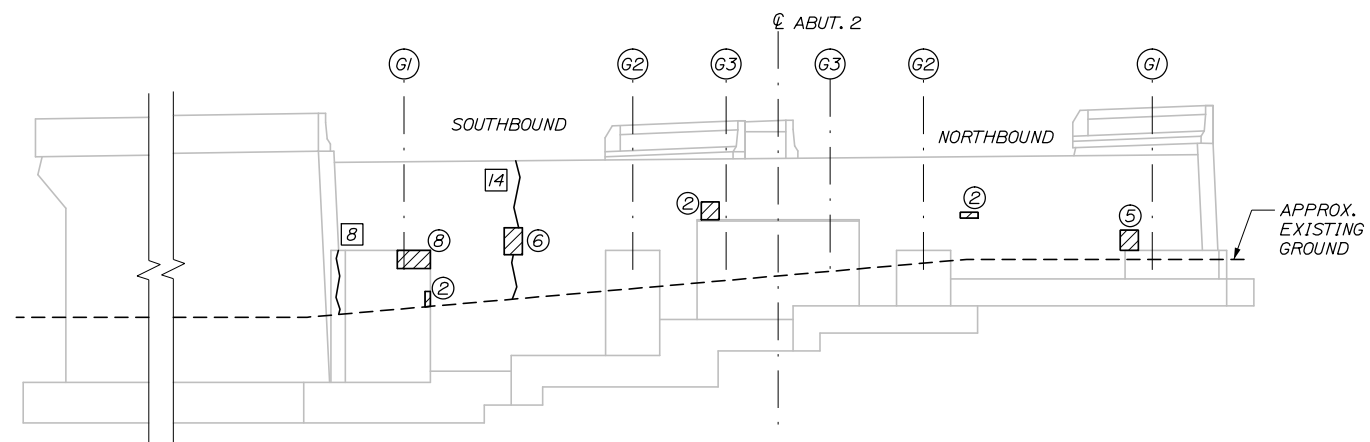 ℄ ABUT. 2
G1
G2
G3
G3
G2
G1
SOUTHBOUND
NORTHBOUND
14
2
2
8
8
6
5
APPROX.
EXISTING
GROUND
2